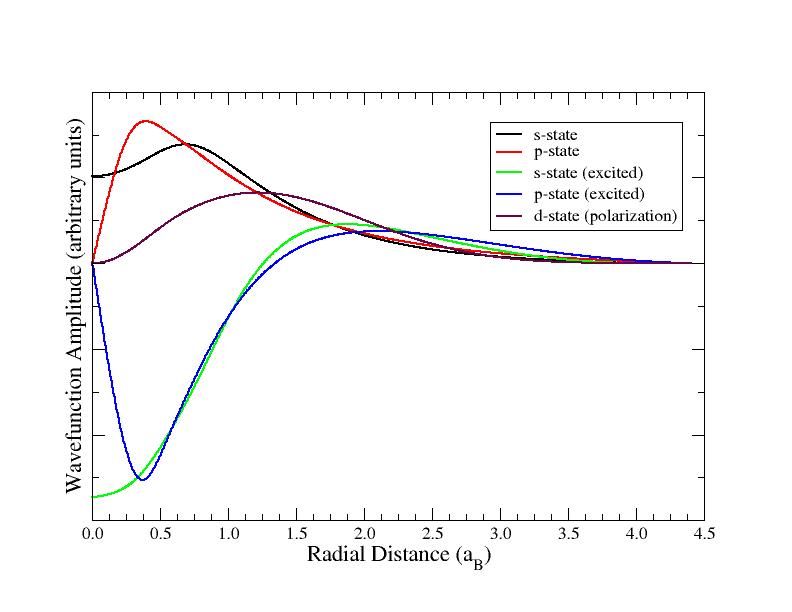 Wavefunction Amplitude (arbitrary units)
s-state
p-state
s-state (excited)
p-state (excited)
d-state (polarization)
0.0 0.5 1.0 1.5 2.0 2.5 3.0 3.5 4.0 4.5
Radial Distance (a_B)